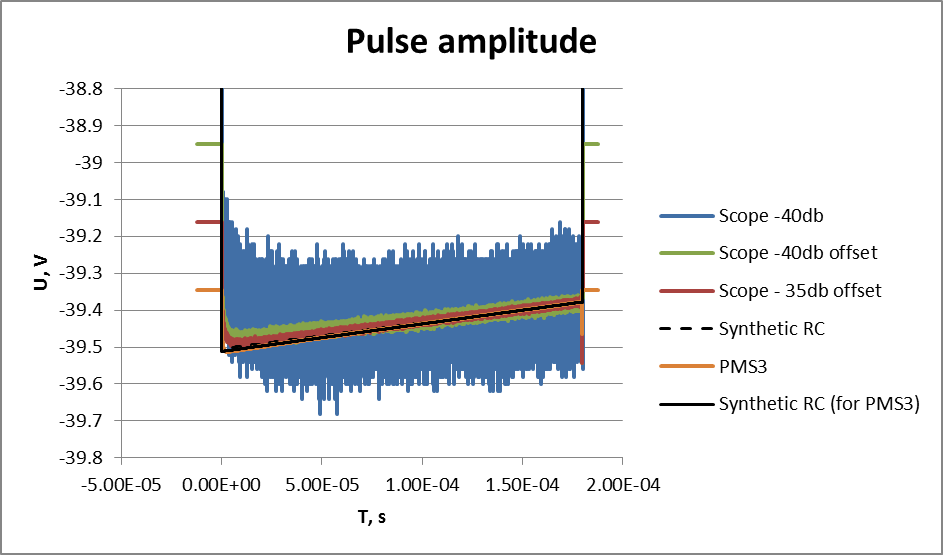 Pulse amplitude
-38.8
-38.9
-39
-39.1
-39.2
-39.3
-39.4
-39.5
-39.6
-39.7
-39.8
U, V
-5.00E-05 0.00E+00 5.00E-05 1.00E-04 1.50E-04 2.00E-04
T, s
Scope -40db
Scope -40db offset
Scope - 35db offset
Synthetic RC
PMS3
Synthetic RC (for PMS3)